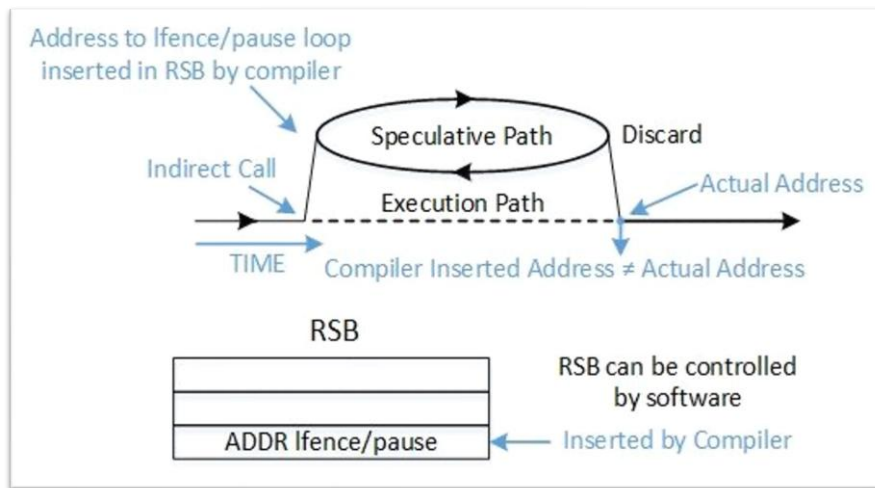 Address to lfence/pause loop
inserted in RSB by compiler
Speculative Path
Discard
Indirect Call
Actual Address
Execution Path
TIME
Compiler Inserted Address ≠ Actual Address
RSB
RSB can be controlled
by software
ADDR lfence/pause
Inserted by Compiler